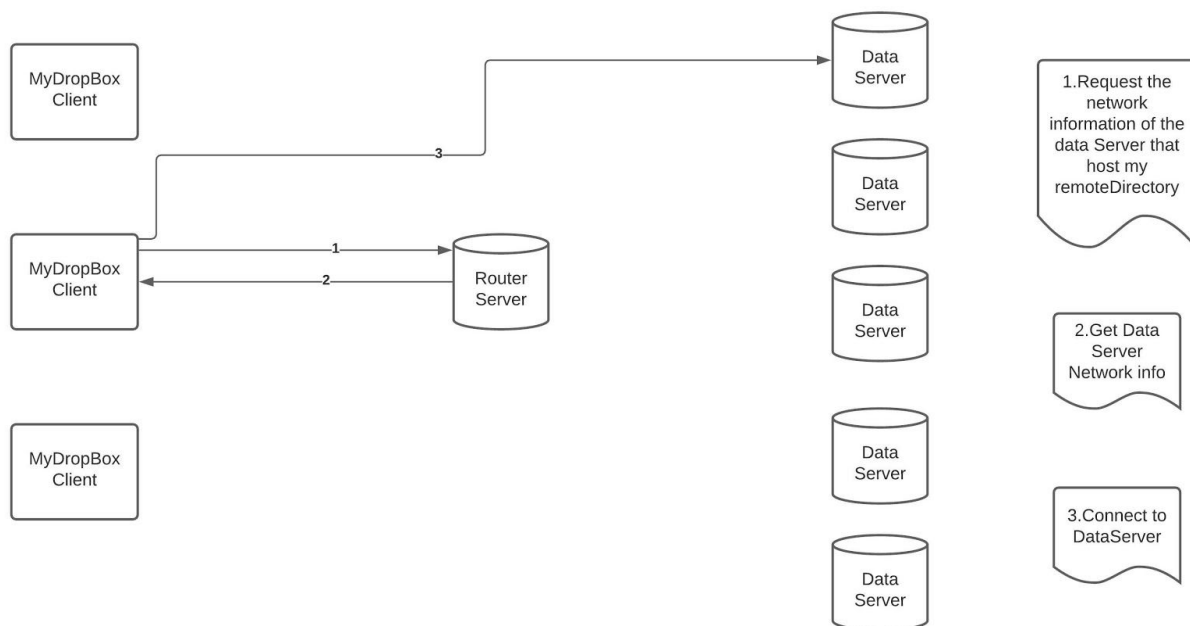 MyDropBox
Client
MyDropBox
Client
MyDropBox
Client
3
1
2
Router
Server
Data
Server
Data
Server
Data
Server
Data
Server
Data
Server
1.Request the
network
information of the
data Server that
host my
remoteDirectory
2.Get Data
Server
Network info
3.Connect to
DataServer